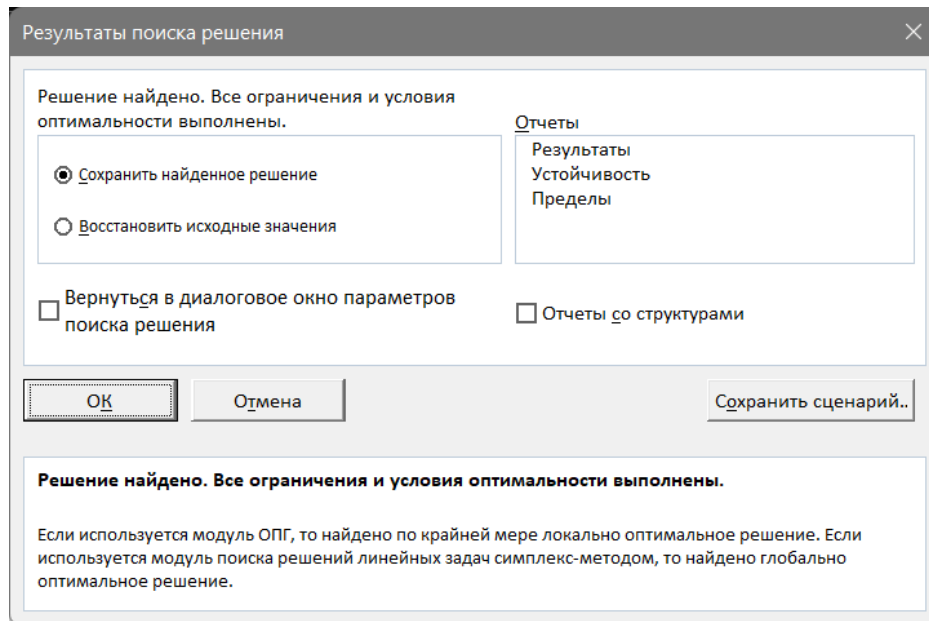 Результаты поиска решения
Решение найдено. Все ограничения и условия
оптимальности выполнены.
Отчеты
Сохранить найденное решение
Восстановить исходные значения
Результаты
Устойчивость
Пределы
Вернуться в диалоговое окно параметров
поиска решения
Отчеты со структурами
ОК
Отмена
Сохранить сценарий..
Решение найдено. Все ограничения и условия оптимальности выполнены.
Если используется модуль ОПГ, то найдено по крайней мере локально оптимальное решение. Если
используется модуль поиска решений линейных задач симплекс-методом, то найдено глобально
оптимальное решение.